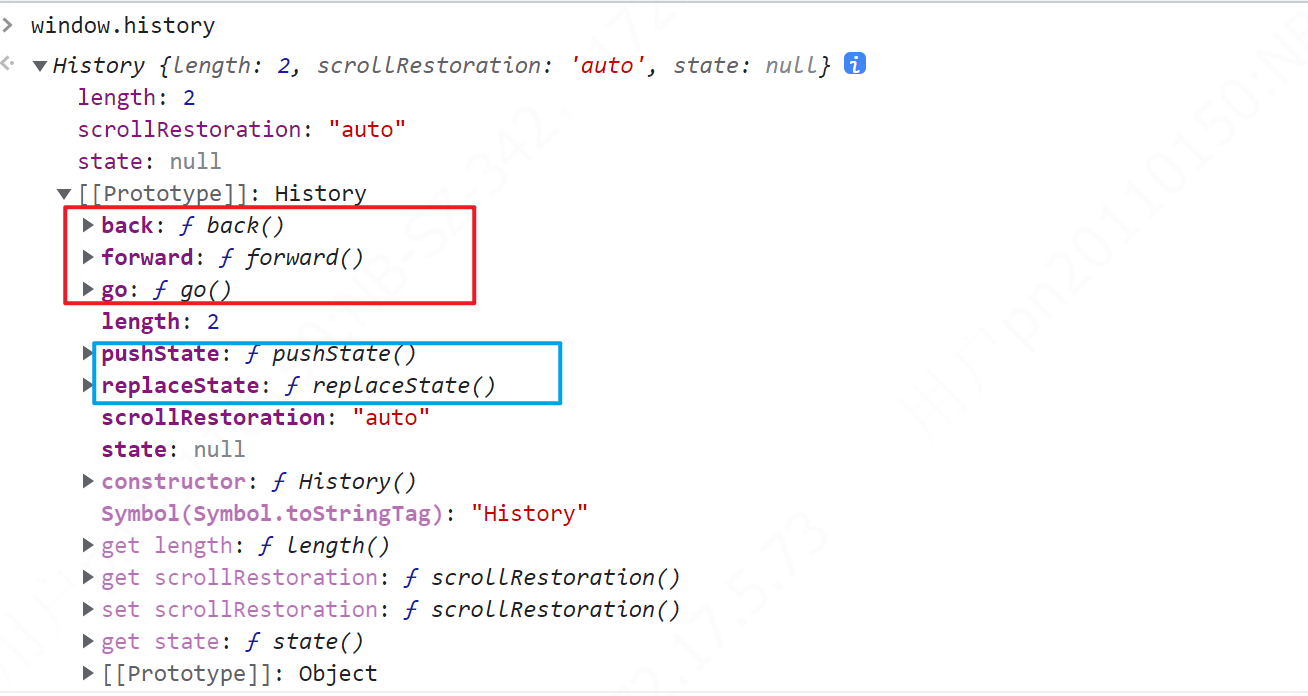 > window.history
History {length: 2, scrollRestoration: 'auto', state: null} i
length: 2
scrollRestoration: "auto"
state: null
[[Prototype]]: History
back: ƒ back()
forward: ƒ forward()
go: ƒ go()
length: 2
pushState: ƒ pushState()
replaceState: ƒ replaceState()
scrollRestoration: "auto"
state: null
constructor: ƒ History()
Symbol(Symbol.toStringTag): "History"
get length: ƒ length()
get scrollRestoration: ƒ scrollRestoration()
set scrollRestoration: ƒ scrollRestoration()
get state: ƒ state()
[[Prototype]]: Object